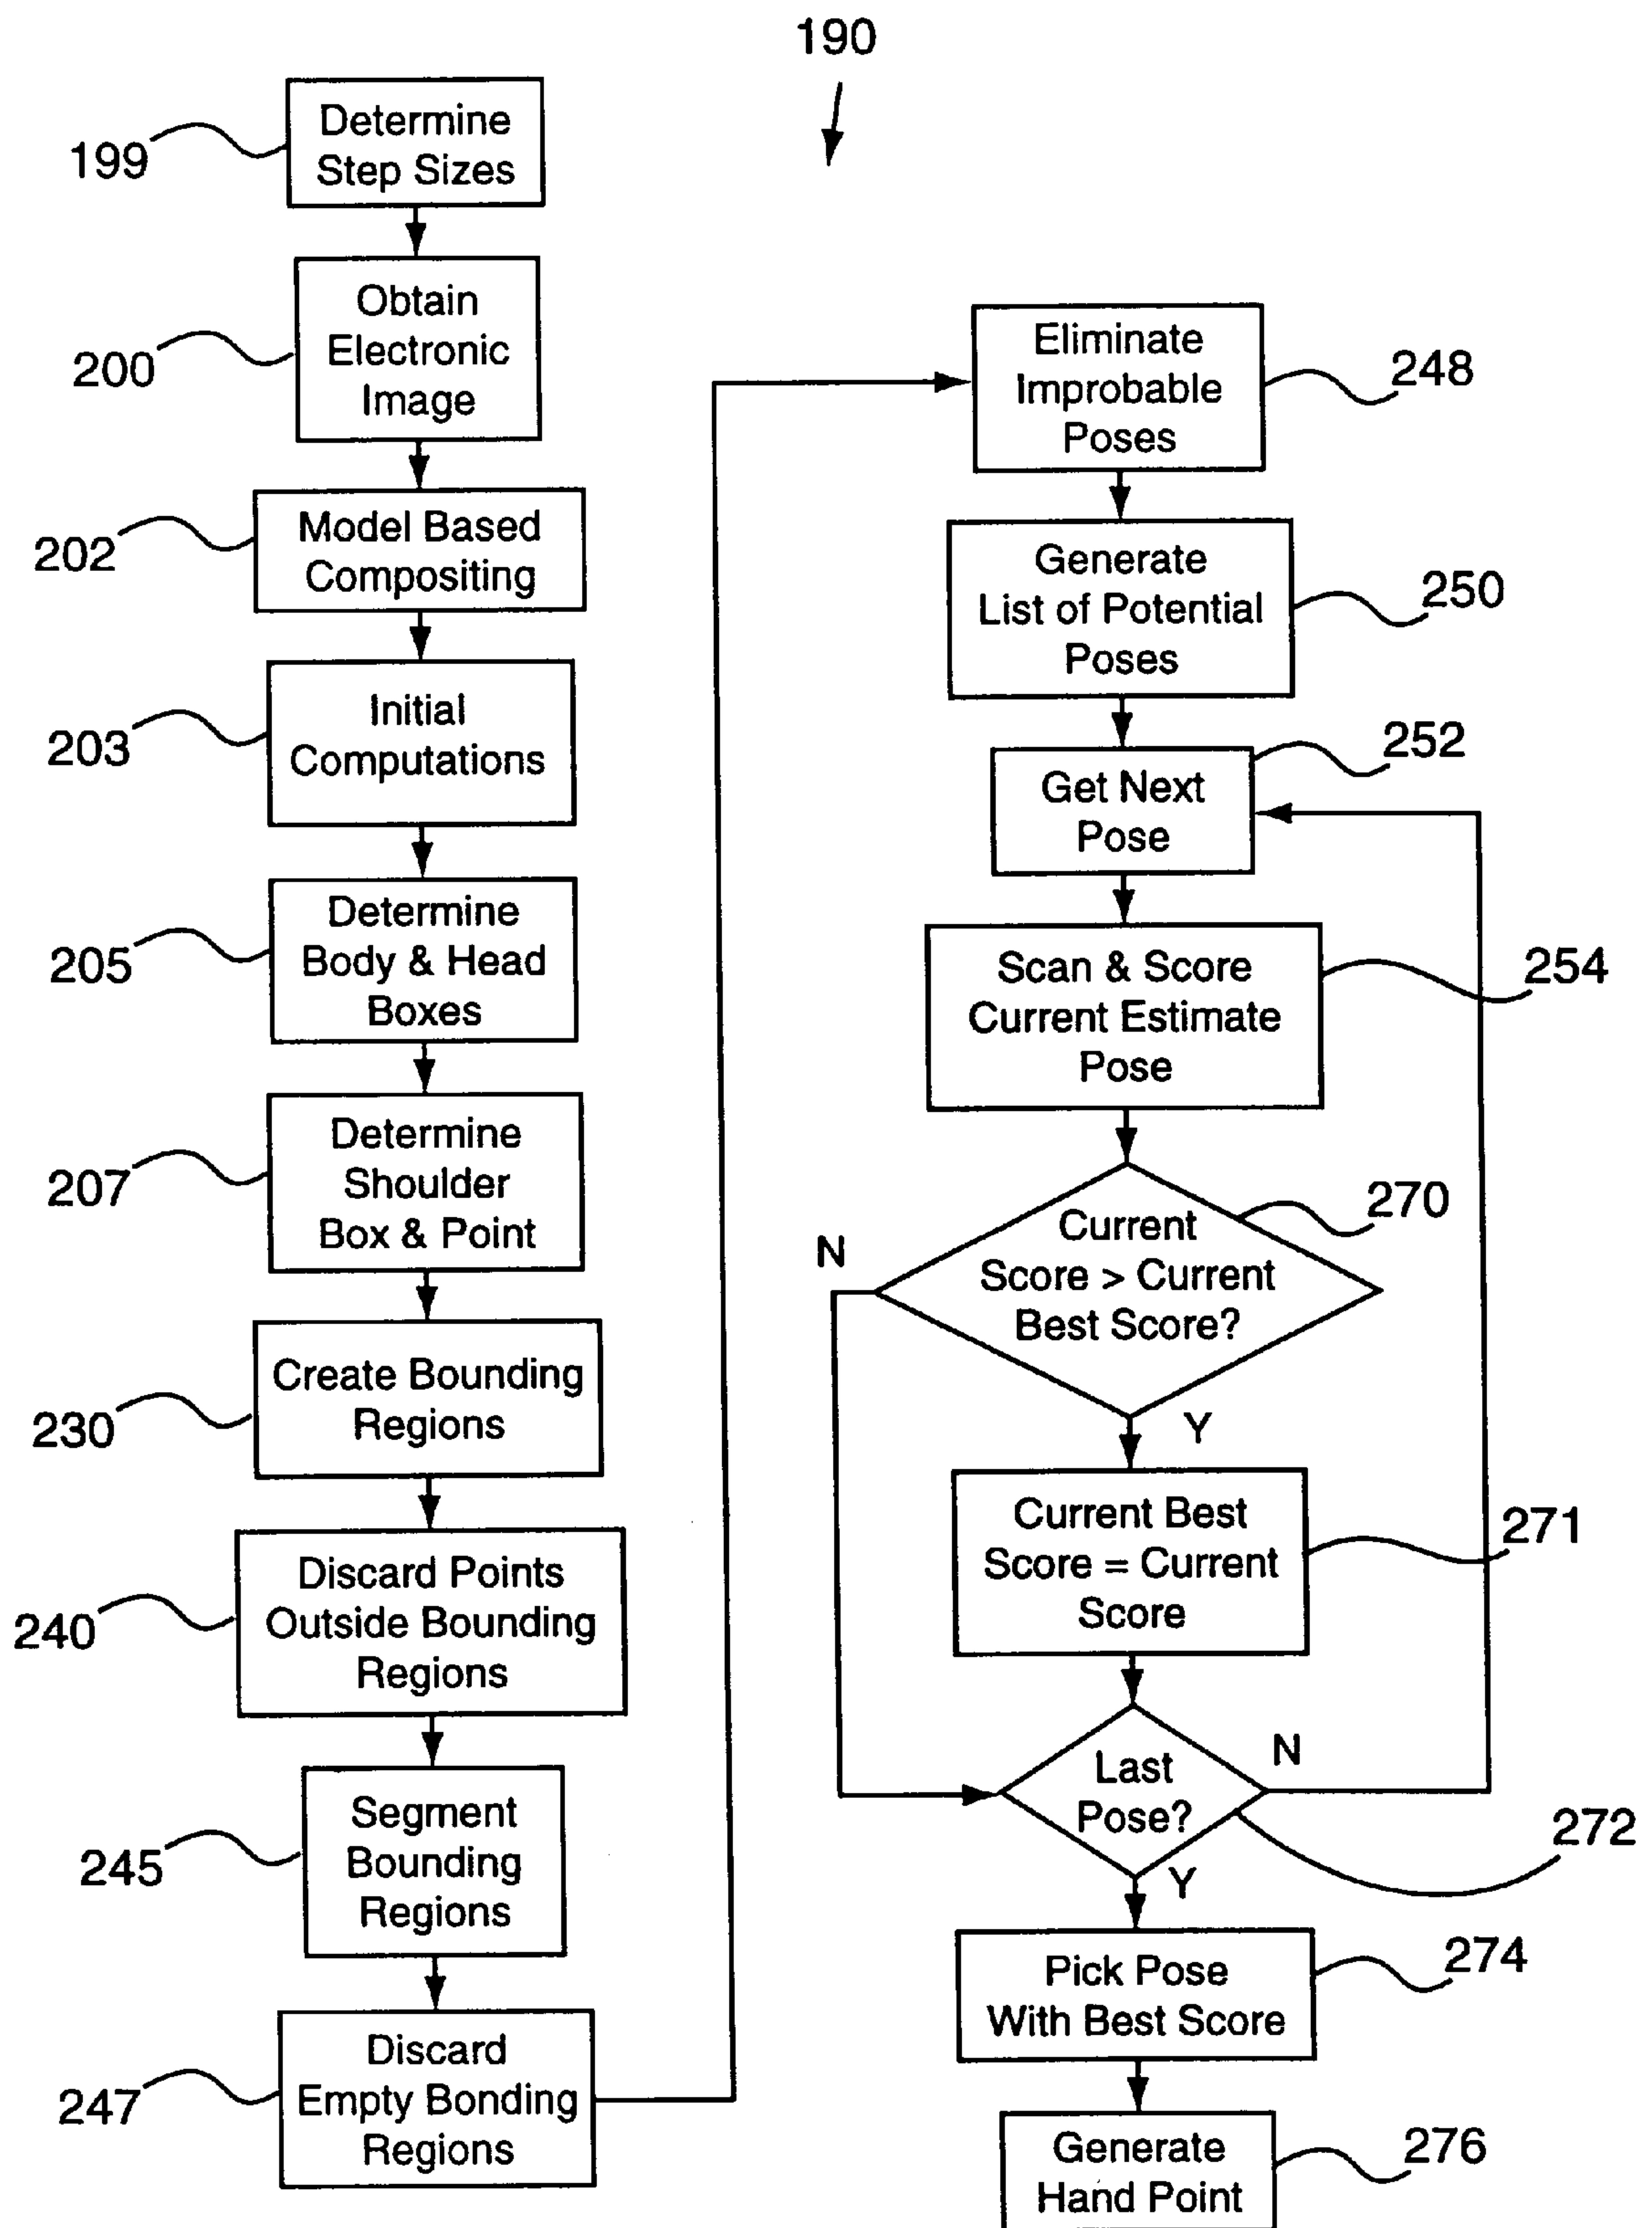 190
Determine
Step Sizes
199
Obtain
Electronic
Image
200
Model Based
Compositing
202
Initial
Computations
203
Determine
Body & Head
Boxes
205
Determine
Shoulder
Box & Point
207
Create Bounding
Regions
230
Discard Points
Outside Bounding
Regions
240
Segment
Bounding
Regions
245
Discard
Empty Bonding
Regions
247
Eliminate
Improbable
Poses
248
Generate
List of Potential
Poses
250
Get Next
Pose
252
Scan & Score
Current Estimate
Pose
254
Current
Score > Current
Best Score?
270
N
Y
Current Best
Score = Current
Score
271
Last
Pose?
N
272
Y
Pick Pose
With Best Score
274
Generate
Hand Point
276